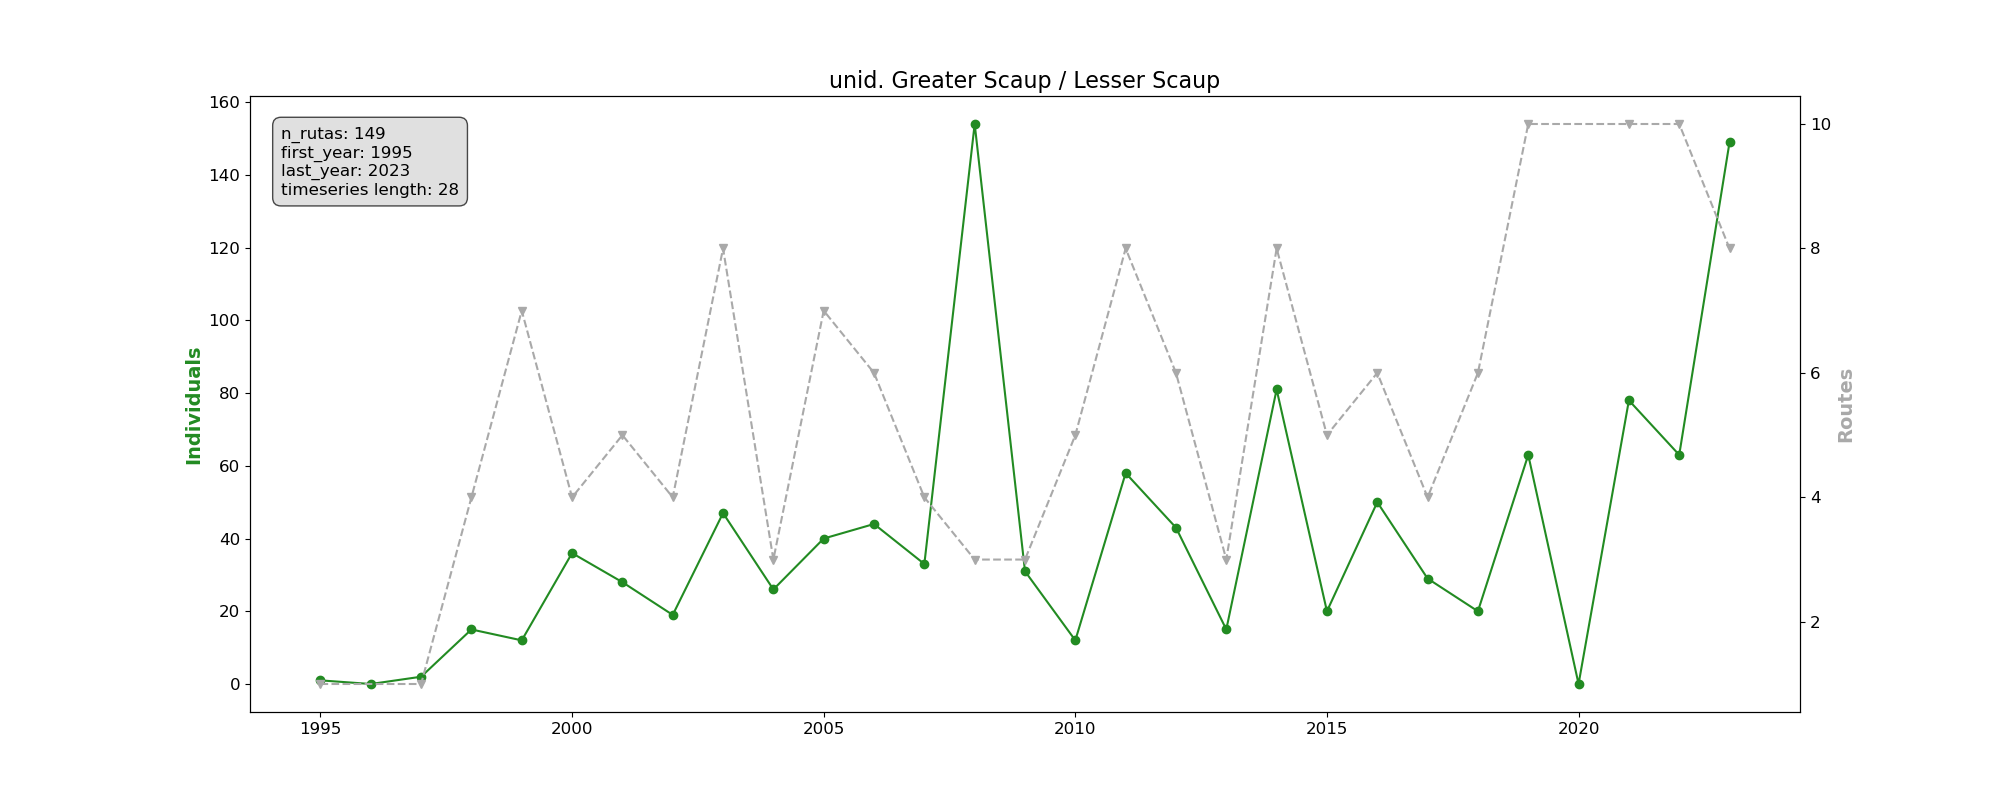 unid. Greater Scaup / Lesser Scaup
n_rutas: 149
first_year: 1995
last_year: 2023
timeseries length: 28
160
140
120
100
80
60
40
20
0
Individuals
10
8
6
4
2
Routes
1995
2000
2005
2010
2015
2020